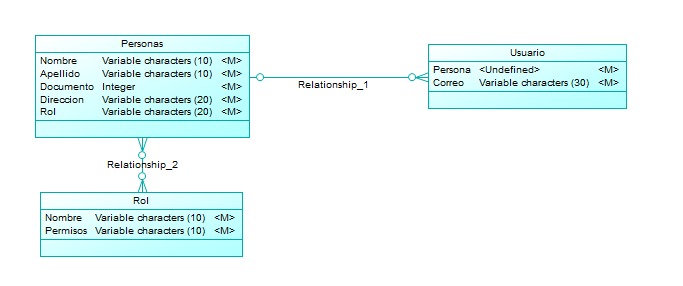 Personas
Nombre Variable characters (10) <M>
Apellido Variable characters (10) <M>
Documento Integer <M>
Direccion Variable characters (20) <M>
Rol Variable characters (20) <M>
Usuario
Persona <Undefined> <M>
Correo Variable characters (30) <M>
Relationship_1
Relationship_2
Rol
Nombre Variable characters (10) <M>
Permisos Variable characters (10) <M>